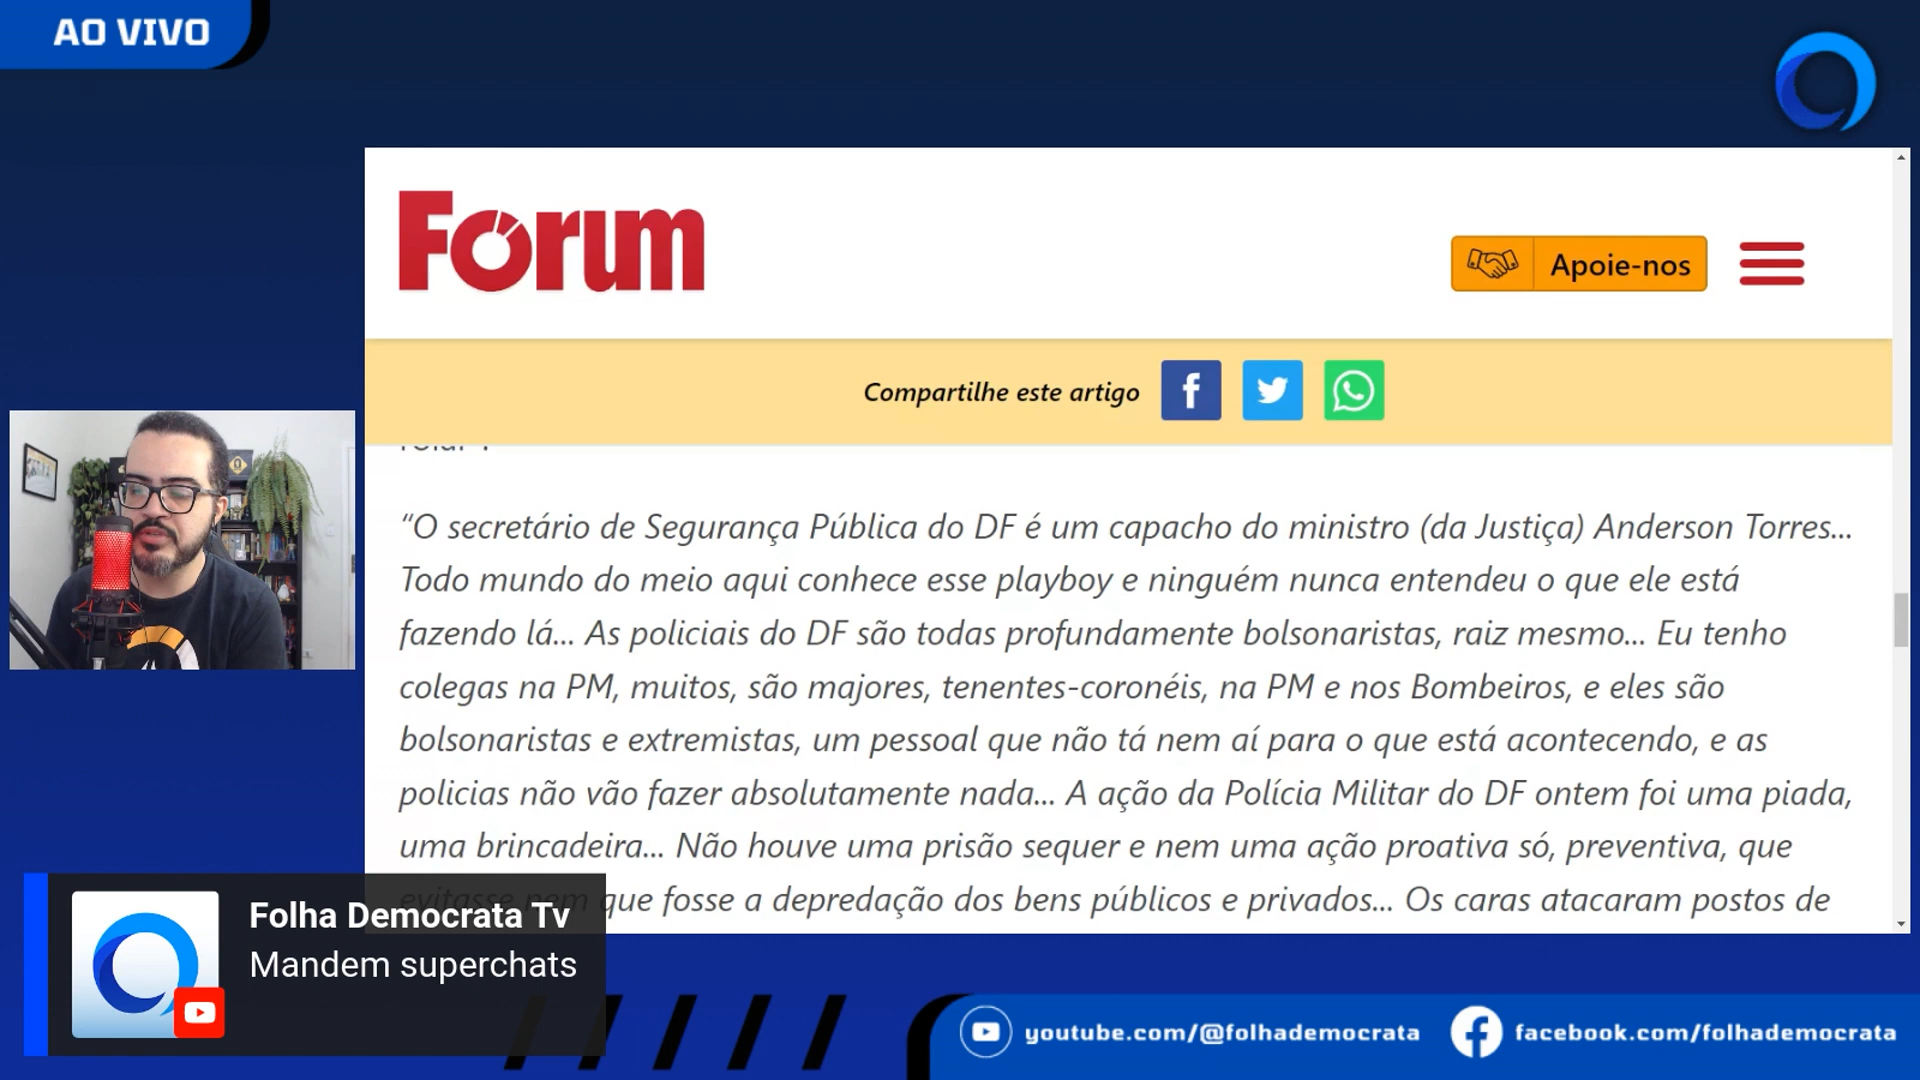 AO VIVO
Forum
Apoie-nos
Compartilhe este artigo
“O secretário de Segurança Pública do DF é um capacho do ministro (da Justiça) Anderson Torres...
Todo mundo do meio aqui conhece esse playboy e ninguém nunca entendeu o que ele está
fazendo lá... As policiais do DF são todas profundamente bolsonaristas, raiz mesmo... Eu tenho
colegas na PM, muitos, são majores, tenentes-coronéis, na PM e nos Bombeiros, e eles são
bolsonaristas e extremistas, um pessoal que não tá nem aí para o que está acontecendo, e as
policias não vão fazer absolutamente nada... A ação da Polícia Militar do DF ontem foi uma piada,
uma brincadeira... Não houve uma prisão sequer e nem uma ação proativa só, preventiva, que
evitasse nem que fosse a depredação dos bens públicos e privados... Os caras atacaram postos de
Folha Democrata Tv
Mandem superchats
youtube.com/@folhademocrata
facebook.com/folhademocrata